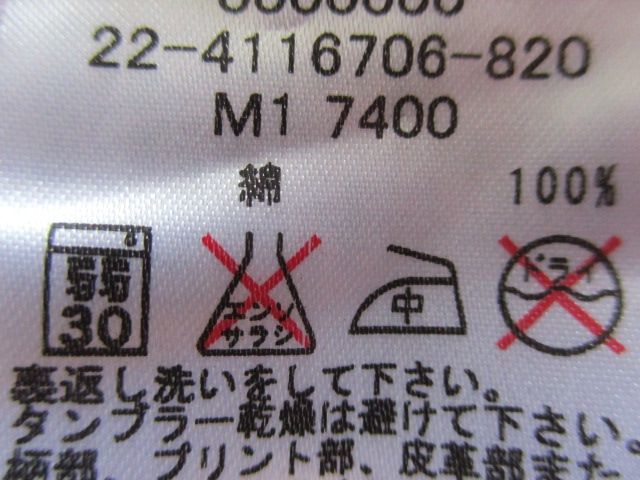 22-4116706-820
M1 7400
綿 100%
弱 30 エンソサラシ 中 ドライ
裏返し洗いをして下さい。
タンブラー乾燥は避けて下さい。
柄部、プリント部、皮革部また